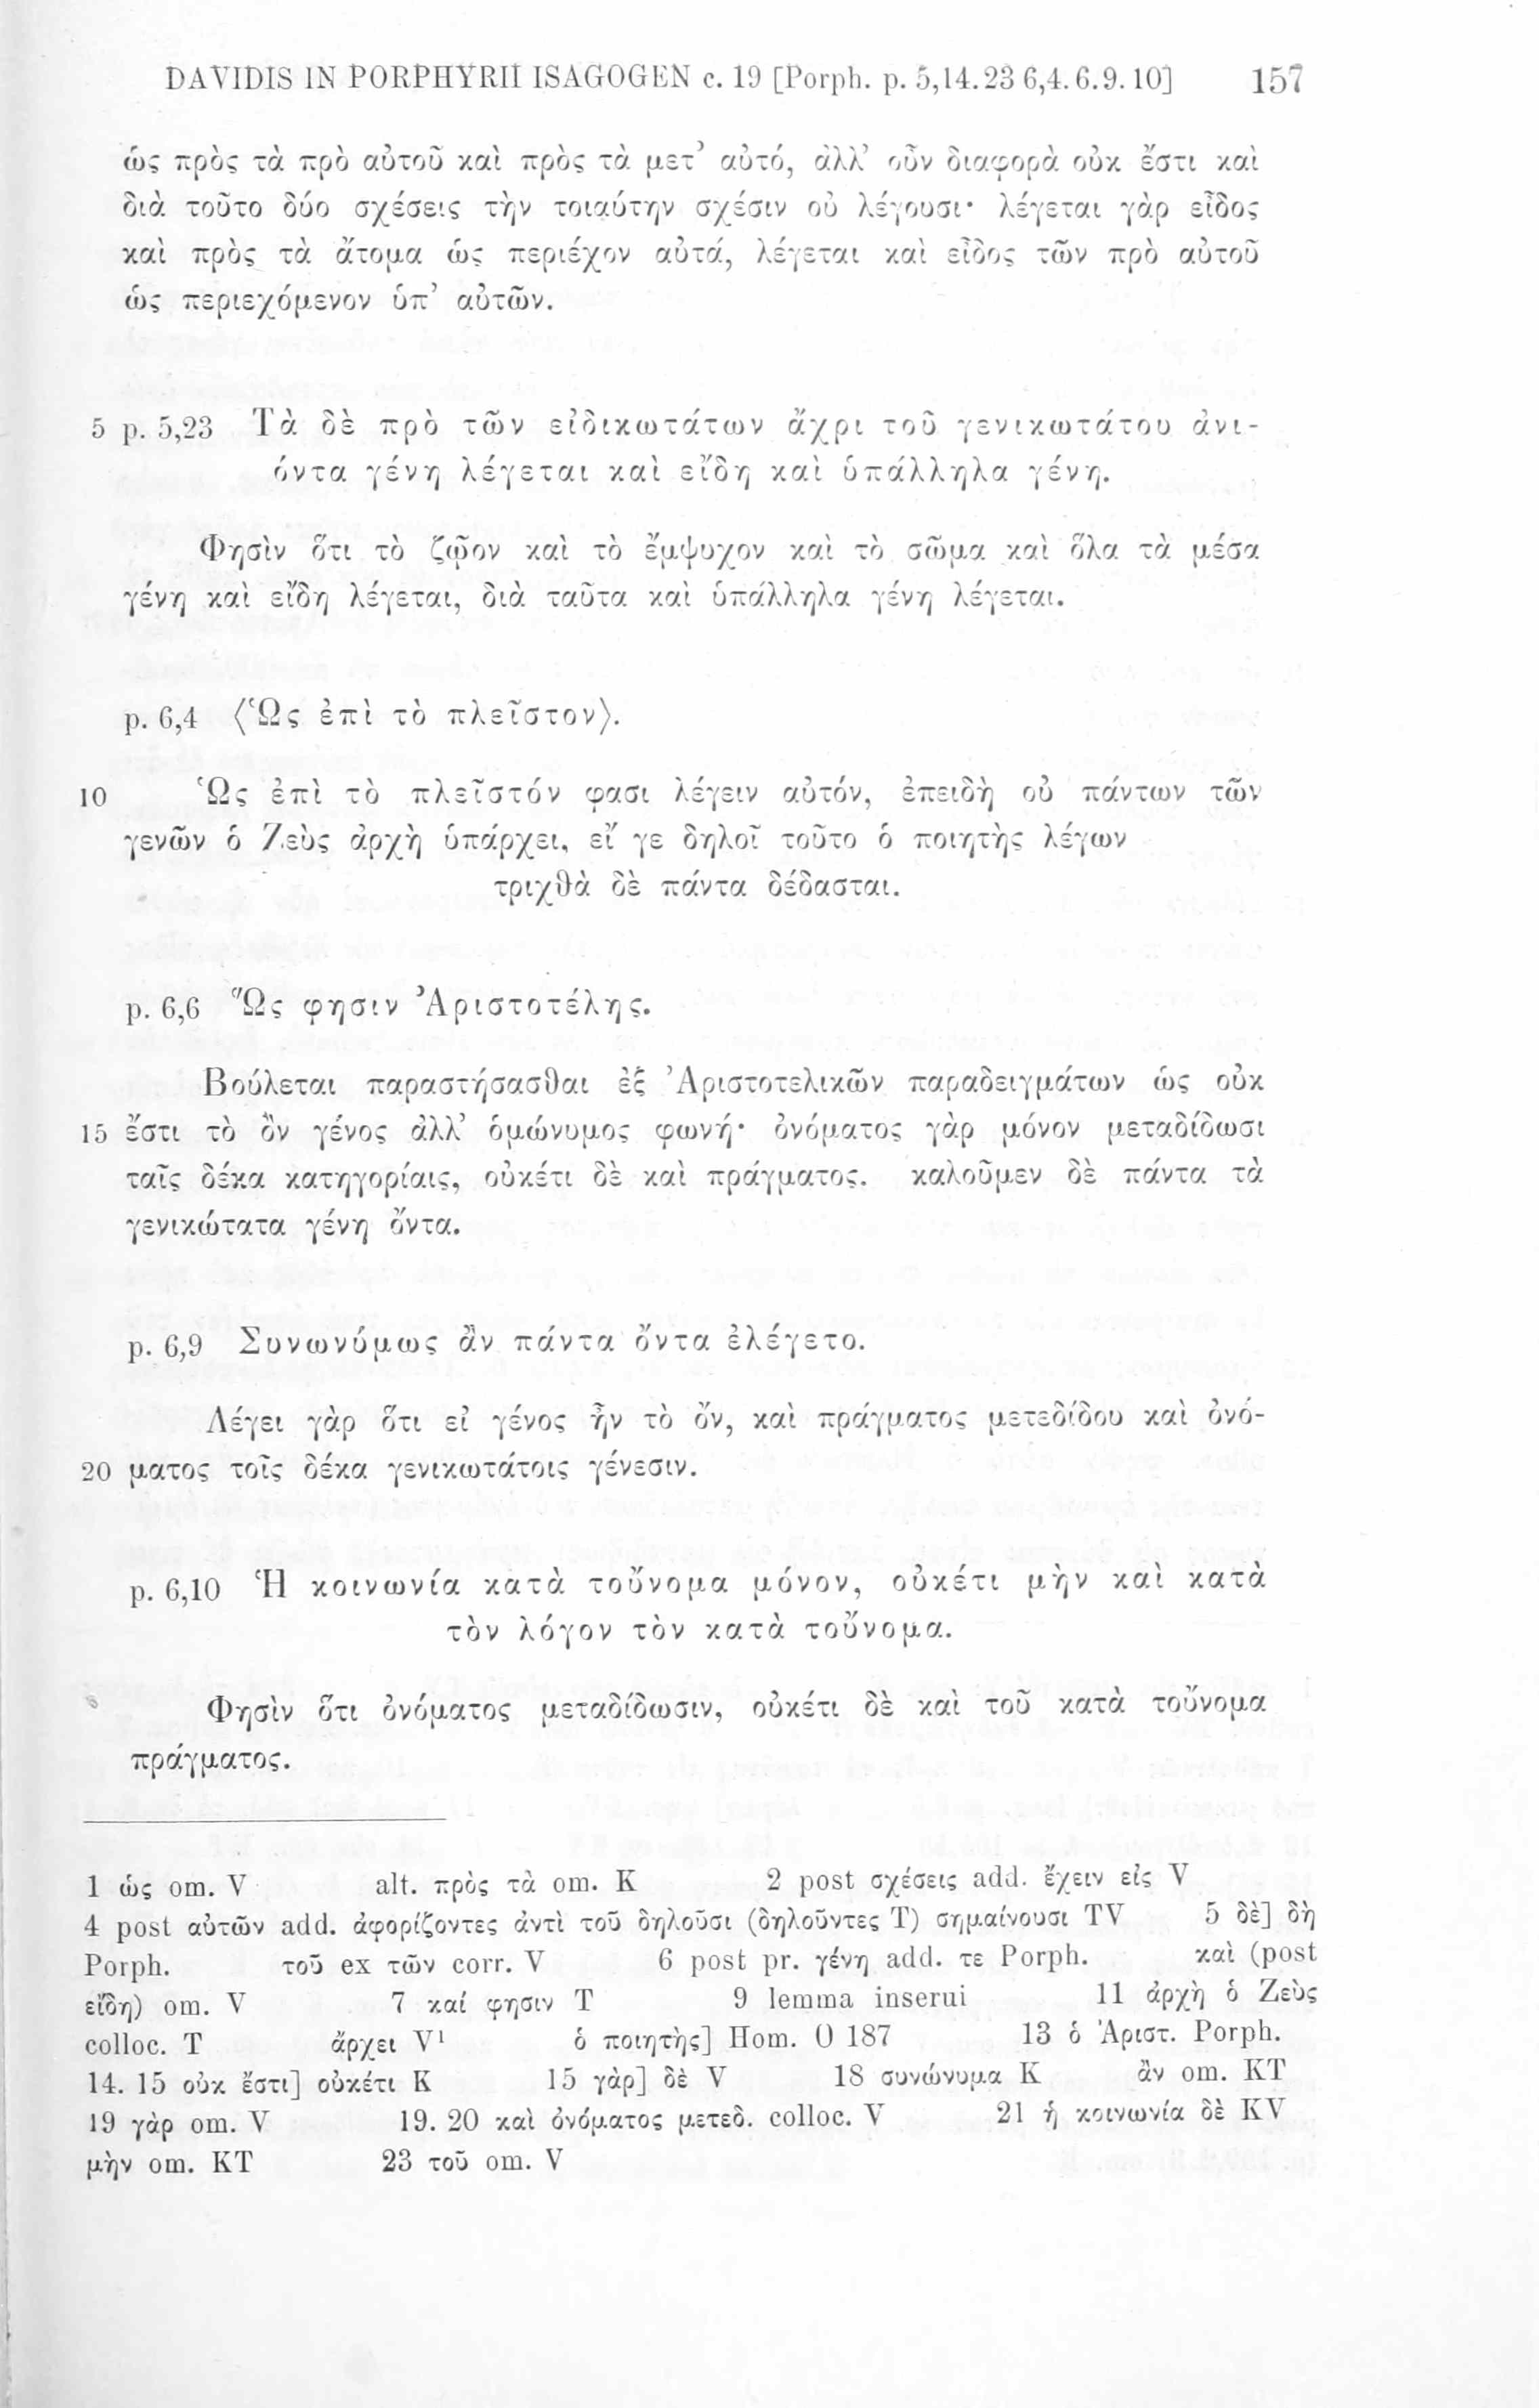 DAVIDIS IN PORPHYRII ISAGOGEN c. 19 [Porph. p. 5,14.23 6,4.6.9.10] 157
ὡς πρὸς τὰ πρὸ αὐτοῦ καὶ πρὸς τὰ μετ’ αὐτό, ἀλλ’ οὖν διαφορὰ οὐκ ἔστι καὶ
διὰ τοῦτο δύο σχέσεις τὴν τοιαύτην σχέσιν οὐ λέγουσι· λέγεται γὰρ εἶδος
καὶ πρὸς τὰ ἄτομα ὡς περιέχον αὐτά, λέγεται καὶ εἶδος τῶν πρὸ αὐτοῦ
ὡς περιεχόμενον ὑπ’ αὐτῶν.
5 p. 5,23 Τὰ δὲ πρὸ τῶν εἰδικωτάτων ἄχρι τοῦ γενικωτάτου ἀνι-
όντα γένη λέγεται καὶ εἴδη καὶ ὑπάλληλα γένη.
Φησὶν ὅτι τὸ ζῷον καὶ τὸ ἔμψυχον καὶ τὸ σῶμα καὶ ὅλα τὰ μέσα
γένη καὶ εἴδη λέγεται, διὰ ταῦτα καὶ ὑπάλληλα γένη λέγεται.
p. 6,4 ⟨Ὡς ἐπὶ τὸ πλεῖστον⟩.
10 Ὡς ἐπὶ τὸ πλεῖστόν φασι λέγειν αὐτόν, ἐπειδὴ οὐ πάντων τῶν
γενῶν ὁ Ζεὺς ἀρχὴ ὑπάρχει, εἴ γε δηλοῖ τοῦτο ὁ ποιητὴς λέγων
τριχθὰ δὲ πάντα δέδασται.
p. 6,6 Ὥς φησιν Ἀριστοτέλης.
Βούλεται παραστήσασθαι ἐξ Ἀριστοτελικῶν παραδειγμάτων ὡς οὐκ
15 ἔστι τὸ ὂν γένος ἀλλ’ ὁμώνυμος φωνή· ὀνόματος γὰρ μόνον μεταδίδωσι
ταῖς δέκα κατηγορίαις, οὐκέτι δὲ καὶ πράγματος. καλοῦμεν δὲ πάντα τὰ
γενικώτατα γένη ὄντα.
p. 6,9 Συνωνύμως ἂν πάντα ὄντα ἐλέγετο.
Λέγει γὰρ ὅτι εἰ γένος ἦν τὸ ὄν, καὶ πράγματος μετεδίδου καὶ ὀνό-
20 ματος τοῖς δέκα γενικωτάτοις γένεσιν.
p. 6,10 Ἡ κοινωνία κατὰ τοὔνομα μόνον, οὐκέτι μὴν καὶ κατὰ
τὸν λόγον τὸν κατὰ τοὔνομα.
Φησὶν ὅτι ὀνόματος μεταδίδωσιν, οὐκέτι δὲ καὶ τοῦ κατὰ τοὔνομα
πράγματος.
1 ὡς om. V alt. πρὸς τὰ om. K 2 post σχέσεις add. ἔχειν εἰς V
4 post αὐτῶν add. ἀφορίζοντες ἀντὶ τοῦ δηλοῦσι (δηλοῦντες T) σημαίνουσι TV 5 δὲ] δὴ
Porph. τοῦ ex τῶν corr. V 6 post pr. γένη add. τε Porph. καὶ (post
εἴδη) om. V 7 καί φησιν T 9 lemma inserui 11 ἀρχὴ ὁ Ζεὺς
colloc. T ἄρχει V¹ ὁ ποιητὴς] Hom. O 187 13 ὁ Ἀριστ. Porph.
14. 15 οὐκ ἔστι] οὐκέτι K 15 γὰρ] δὲ V 18 συνώνυμα K ἂν om. KT
19 γὰρ om. V 19. 20 καὶ ὀνόματος μετεδ. colloc. V 21 ἡ κοινωνία δὲ KV
μὴν om. KT 23 τοῦ om. V